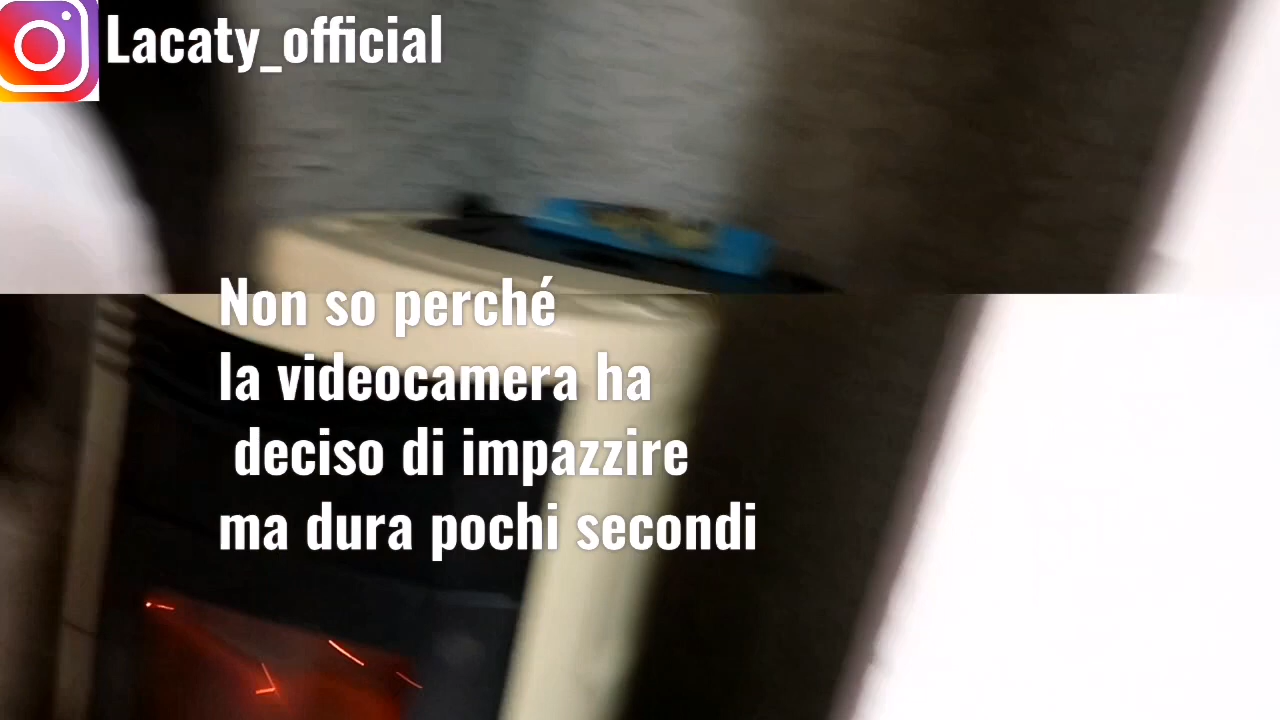 Lacaty_official
Non so perché
la videocamera ha
deciso di impazzire
ma dura pochi secondi